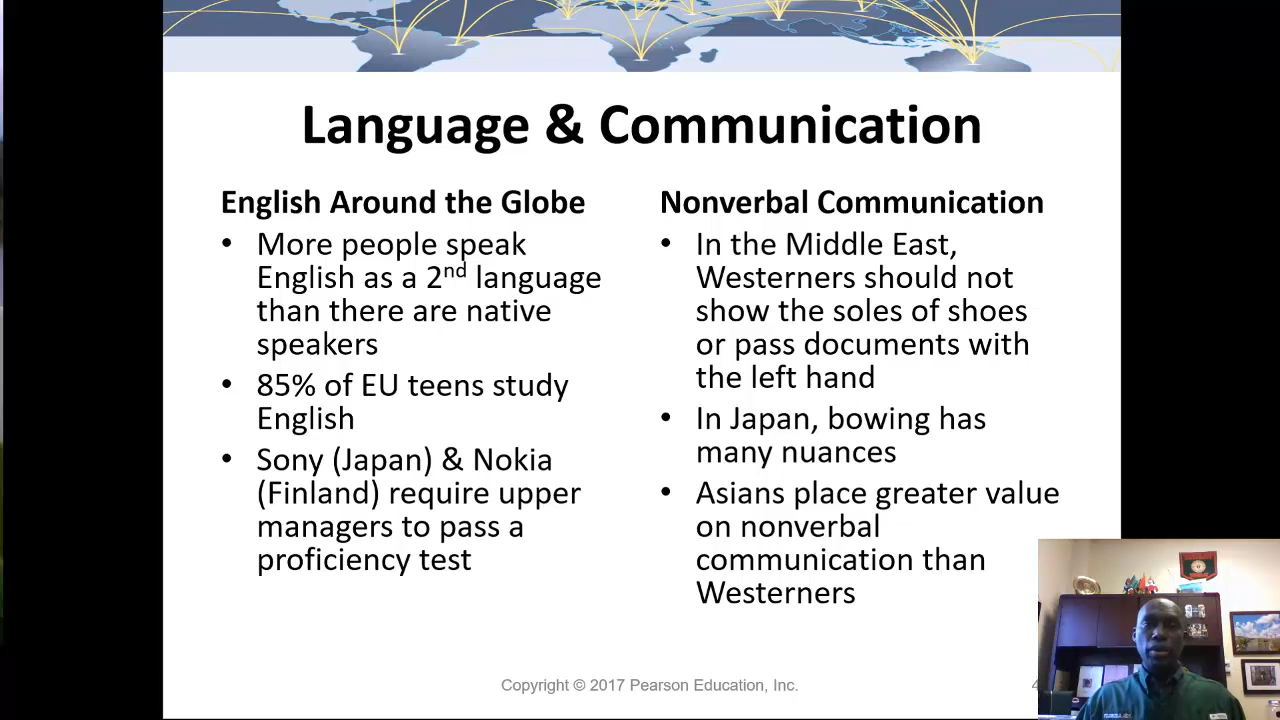 Language & Communication
English Around the Globe
• More people speak
English as a 2nd language
than there are native
speakers
• 85% of EU teens study
English
• Sony (Japan) & Nokia
(Finland) require upper
managers to pass a
proficiency test
Nonverbal Communication
• In the Middle East,
Westerners should not
show the soles of shoes
or pass documents with
the left hand
• In Japan, bowing has
many nuances
• Asians place greater value
on nonverbal
communication than
Westerners
Copyright © 2017 Pearson Education, Inc.